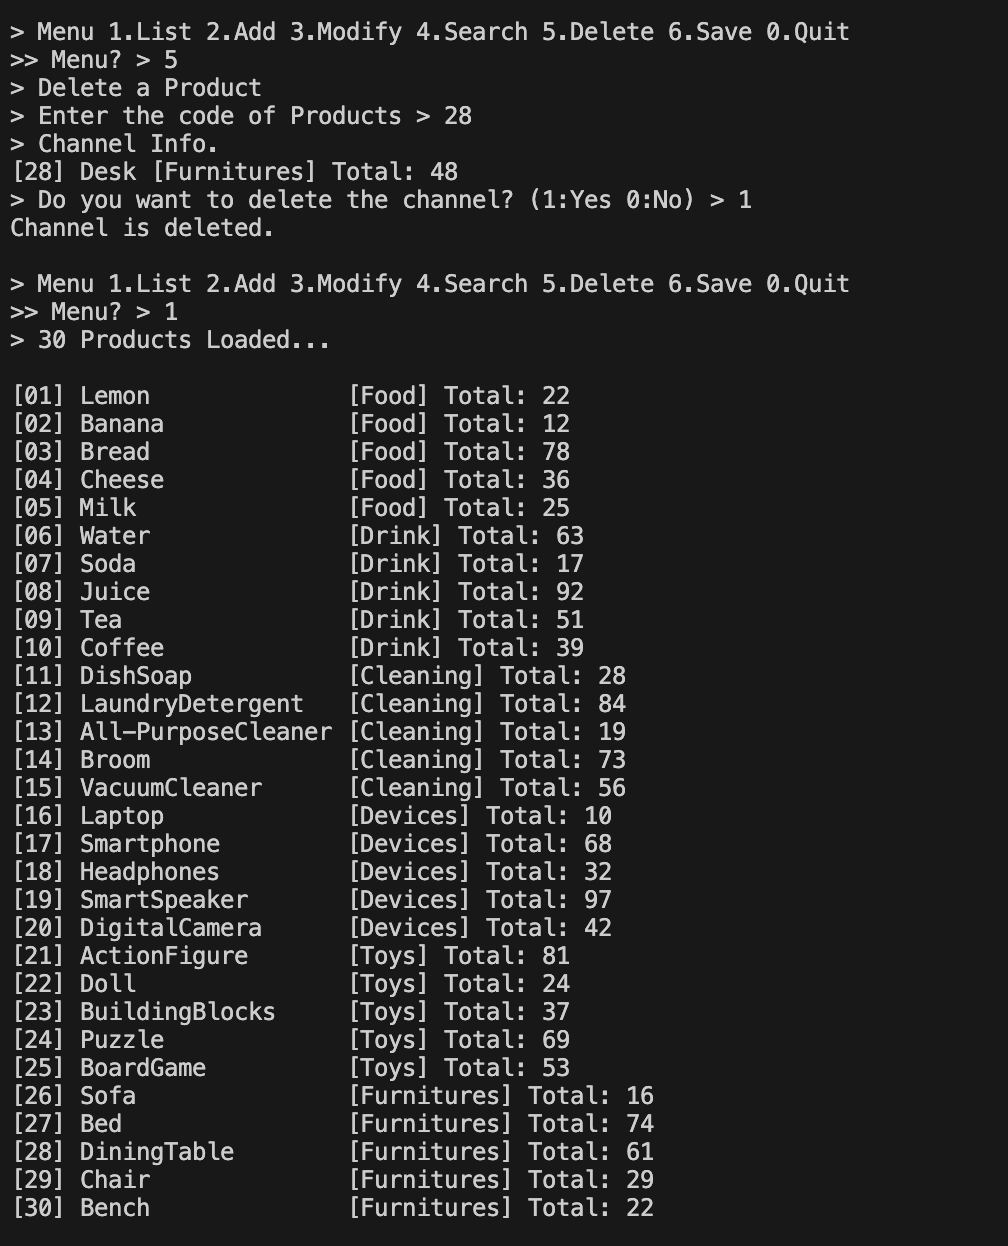 > Menu 1.List 2.Add 3.Modify 4.Search 5.Delete 6.Save 0.Quit
>> Menu? > 5
> Delete a Product
> Enter the code of Products > 28
> Channel Info.
[28] Desk [Furnitures] Total: 48
> Do you want to delete the channel? (1:Yes 0:No) > 1
Channel is deleted.
> Menu 1.List 2.Add 3.Modify 4.Search 5.Delete 6.Save 0.Quit
>> Menu? > 1
> 30 Products Loaded...
[01] Lemon [Food] Total: 22
[02] Banana [Food] Total: 12
[03] Bread [Food] Total: 78
[04] Cheese [Food] Total: 36
[05] Milk [Food] Total: 25
[06] Water [Drink] Total: 63
[07] Soda [Drink] Total: 17
[08] Juice [Drink] Total: 92
[09] Tea [Drink] Total: 51
[10] Coffee [Drink] Total: 39
[11] DishSoap [Cleaning] Total: 28
[12] LaundryDetergent [Cleaning] Total: 84
[13] All-PurposeCleaner [Cleaning] Total: 19
[14] Broom [Cleaning] Total: 73
[15] VacuumCleaner [Cleaning] Total: 56
[16] Laptop [Devices] Total: 10
[17] Smartphone [Devices] Total: 68
[18] Headphones [Devices] Total: 32
[19] SmartSpeaker [Devices] Total: 97
[20] DigitalCamera [Devices] Total: 42
[21] ActionFigure [Toys] Total: 81
[22] Doll [Toys] Total: 24
[23] BuildingBlocks [Toys] Total: 37
[24] Puzzle [Toys] Total: 69
[25] BoardGame [Toys] Total: 53
[26] Sofa [Furnitures] Total: 16
[27] Bed [Furnitures] Total: 74
[28] DiningTable [Furnitures] Total: 61
[29] Chair [Furnitures] Total: 29
[30] Bench [Furnitures] Total: 22